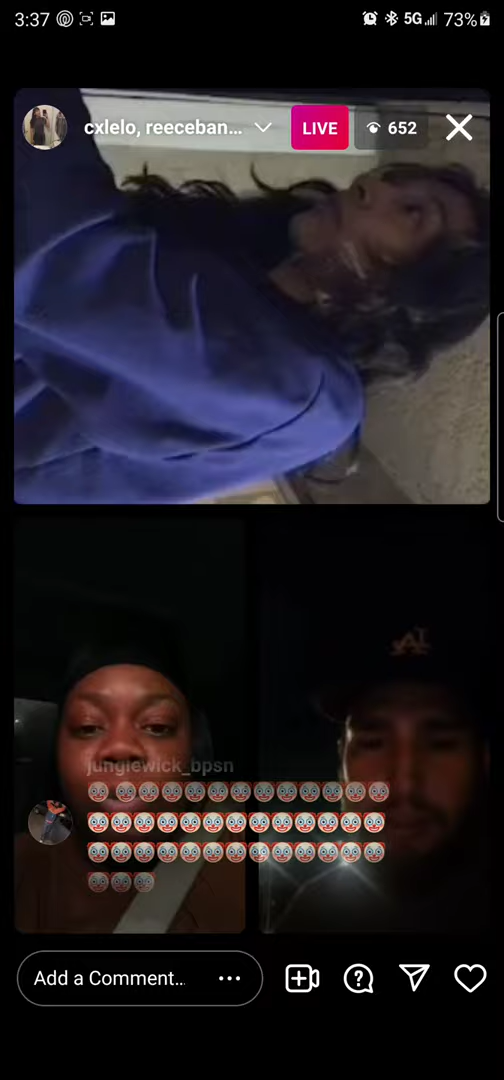 3:37 5G 73%
cxlelo, reeceban... LIVE 652
junglewick_bpsn
Add a Comment...